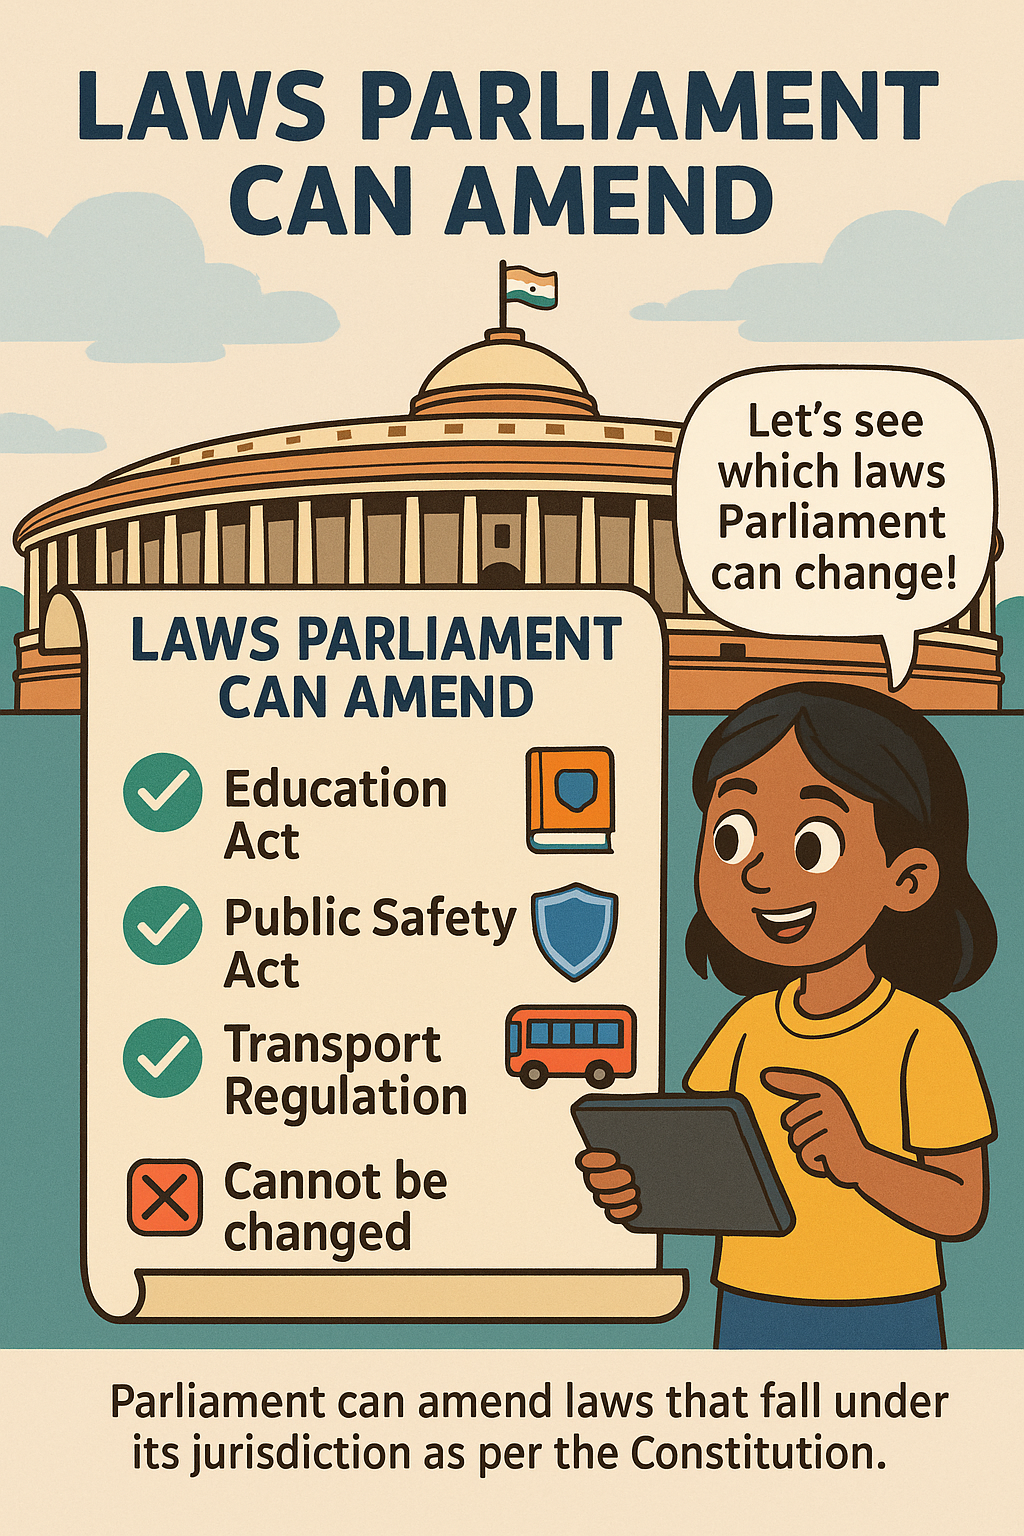 LAWS PARLIAMENT
CAN AMEND
Let's see
which laws
Parliament
can change!
LAWS PARLIAMENT
CAN AMEND
Education
Act
Public Safety
Act
Transport
Regulation
Cannot be
changed
Parliament can amend laws that fall under
its jurisdiction as per the Constitution.